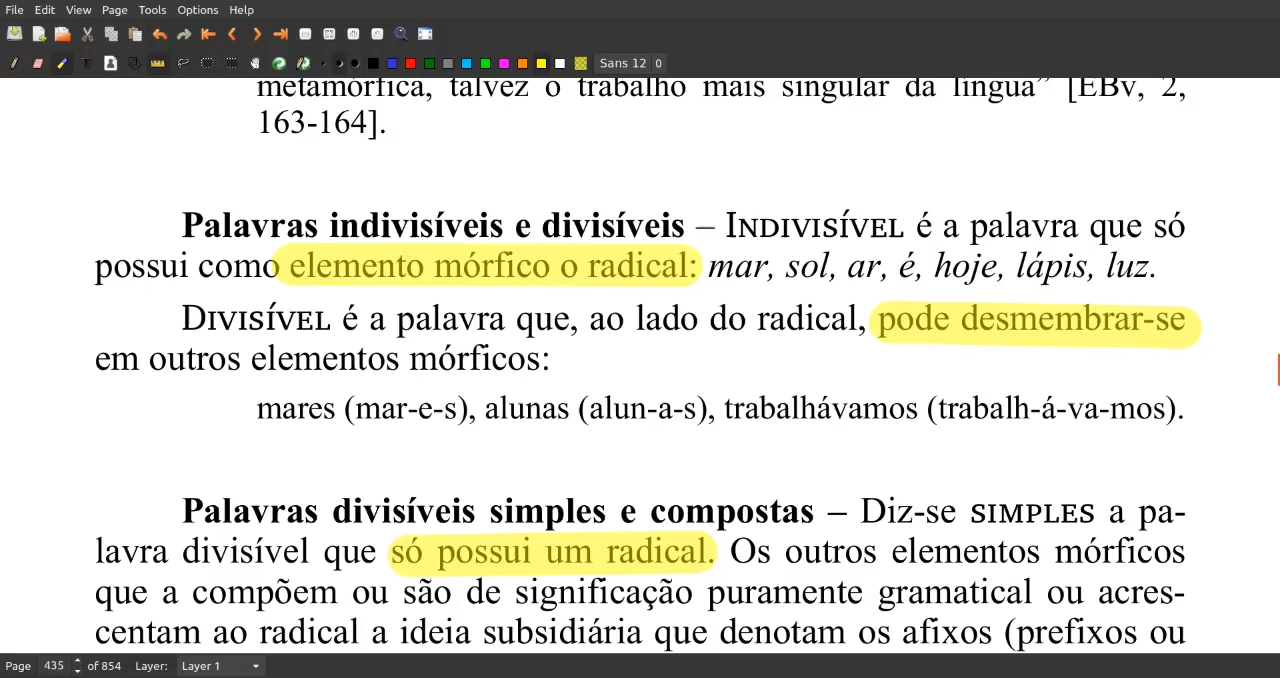 File Edit View Page Tools Options Help
Sans 12 0
metamórfica, talvez o trabalho mais singular da língua” [EBv, 2,
163-164].
Palavras indivisíveis e divisíveis – INDIVISÍVEL é a palavra que só
possui como elemento mórfico o radical: mar, sol, ar, é, hoje, lápis, luz.
DIVISÍVEL é a palavra que, ao lado do radical, pode desmembrar-se
em outros elementos mórficos:
mares (mar-e-s), alunas (alun-a-s), trabalhávamos (trabalh-á-va-mos).
Palavras divisíveis simples e compostas – Diz-se SIMPLES a pa-
lavra divisível que só possui um radical. Os outros elementos mórficos
que a compõem ou são de significação puramente gramatical ou acres-
centam ao radical a ideia subsidiária que denotam os afixos (prefixos ou
Page 435 of 854 Layer: Layer 1